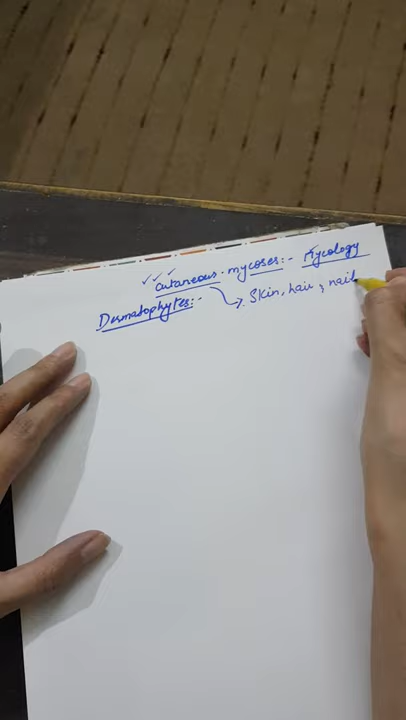 ✓ ✓ ✓ cutaneous mycoses:- Mycology
Dermatophytes:- → Skin, hair, nail